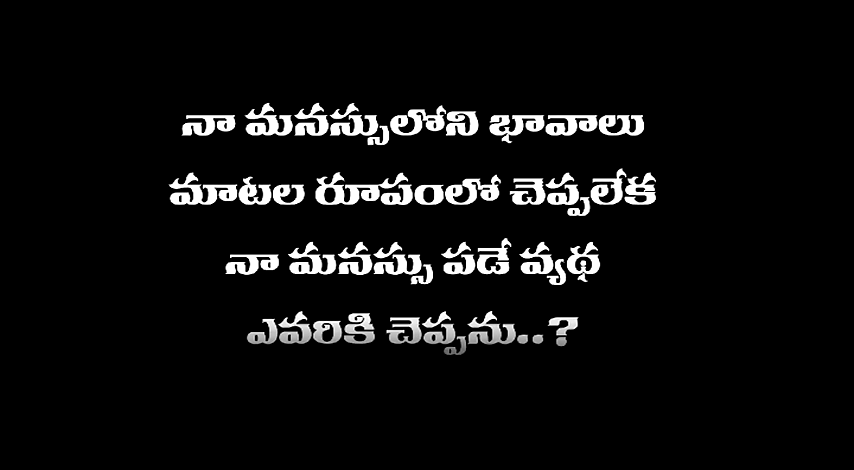 నా మనస్సులోని భావాలు
మాటల రూపంలో చెప్పలేక
నా మనస్సు పడే వ్యథ
ఎవరికి చెప్పను..?